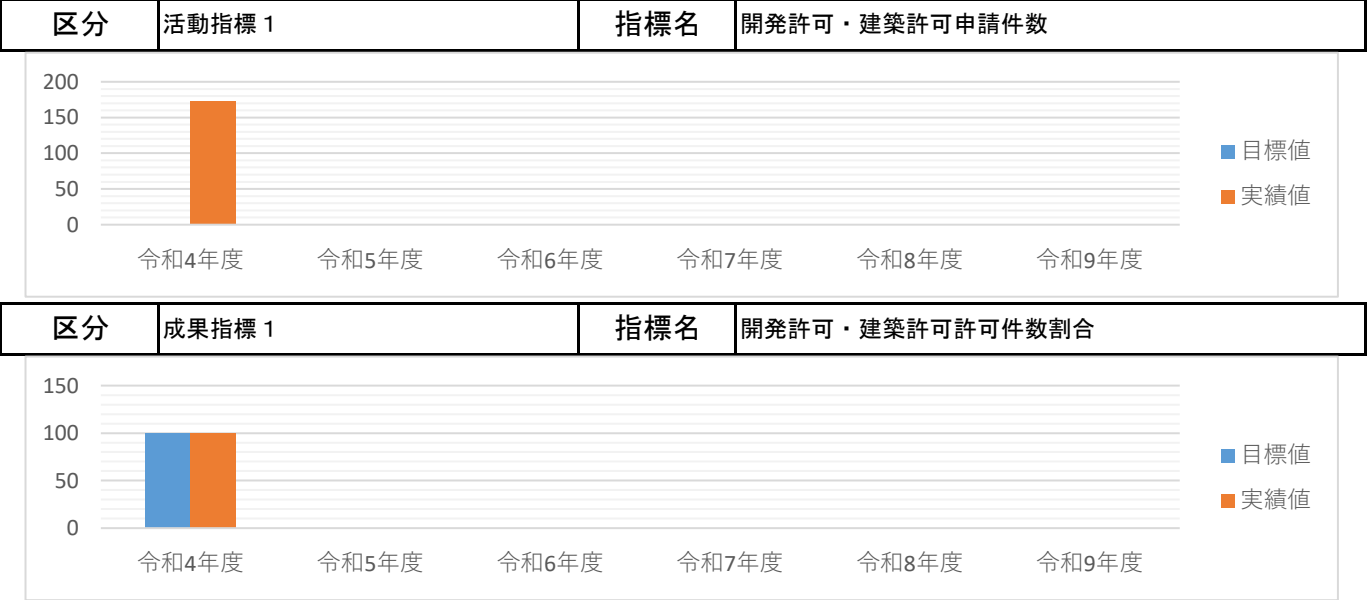 区分 活動指標1 指標名 開発許可・建築許可申請件数
200
150
100
50
0
目標値
実績値
令和4年度 令和5年度 令和6年度 令和7年度 令和8年度 令和9年度
区分 成果指標1 指標名 開発許可・建築許可許可件数割合
150
100
50
0
目標値
実績値
令和4年度 令和5年度 令和6年度 令和7年度 令和8年度 令和9年度